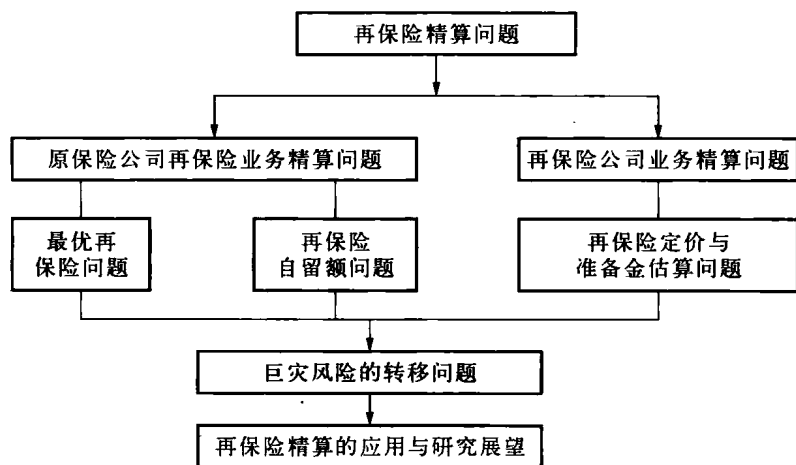 再保险精算问题
原保险公司再保险业务精算问题
再保险公司业务精算问题
最优再
保险问题
再保险
自留额问题
再保险定价与
准备金估算问题
巨灾风险的转移问题
再保险精算的应用与研究展望